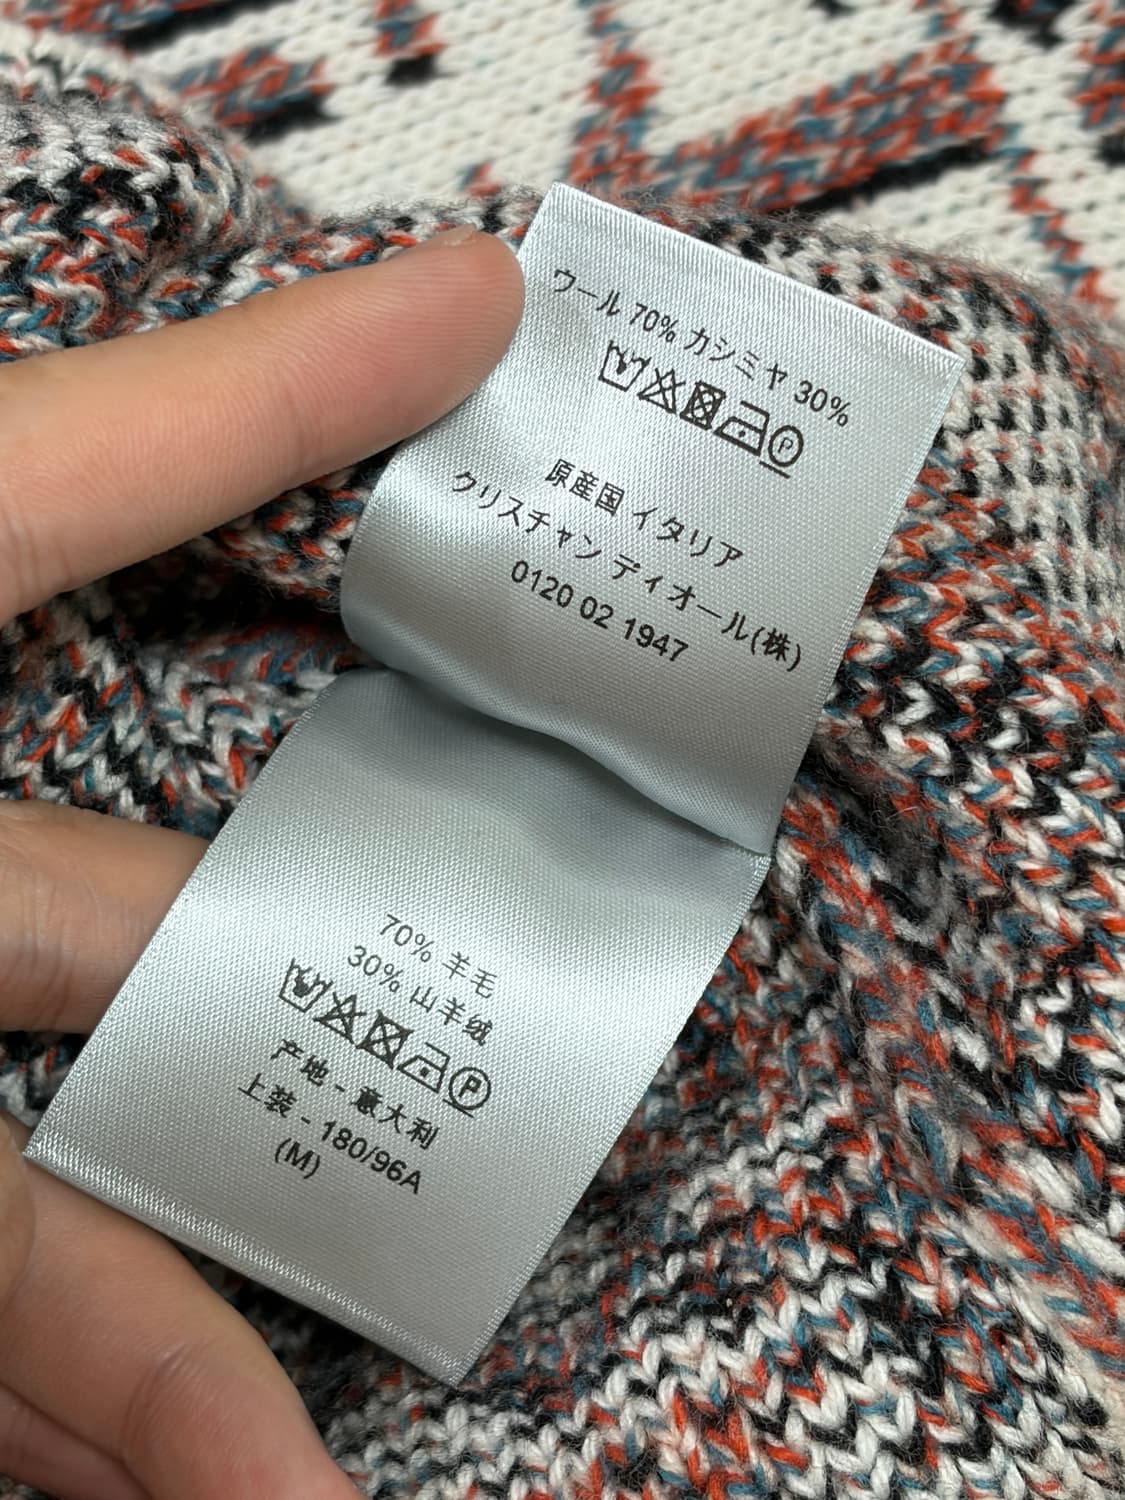 ウール 70% カシミヤ 30%
P
原産国 イタリア
クリスチャン ディオール(株)
0120 02 1947
70% 羊毛
30% 山羊绒
P
产地 - 意大利
上装 - 180/96A
(M)